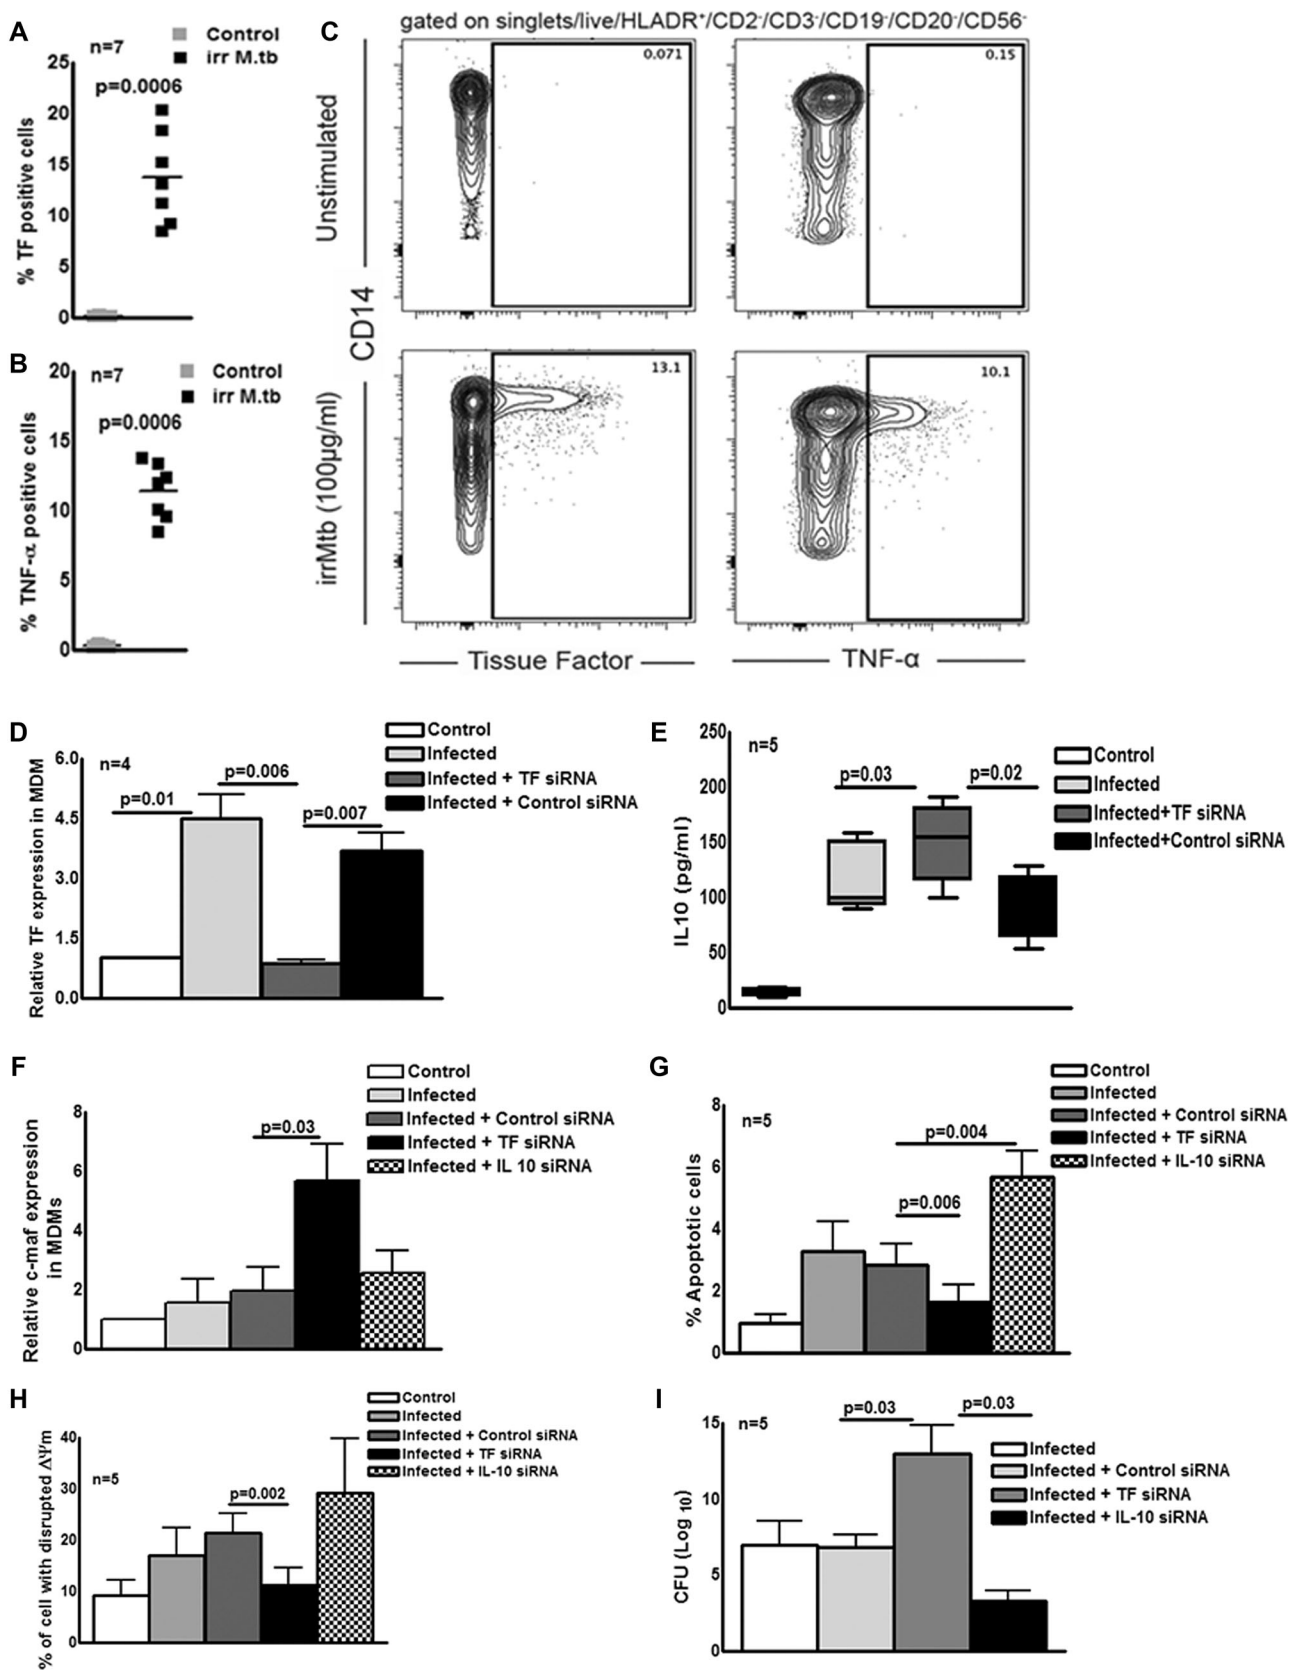 A
n=7
Control
irr M.tb
p=0.0006
25
20
15
10
5
0
% TF positive cells
B
n=7
Control
irr M.tb
p=0.0006
20
15
10
5
0
% TNF-α positive cells
C
gated on singlets/live/HLADR⁺/CD2⁻/CD3⁻/CD19⁻/CD20⁻/CD56⁻
Unstimulated
0.071
0.15
CD14
irrMtb (100µg/ml)
13.1
10.1
Tissue Factor
TNF-α
D
n=4
Control
Infected
Infected + TF siRNA
Infected + Control siRNA
p=0.01
p=0.006
p=0.007
6.0
4.5
3.0
1.5
0.0
Relative TF expression in MDM
E
n=5
Control
Infected
Infected+TF siRNA
Infected+Control siRNA
p=0.03
p=0.02
250
200
150
100
50
0
IL10 (pg/ml)
F
Control
Infected
Infected + Control siRNA
Infected + TF siRNA
Infected + IL 10 siRNA
p=0.03
8
6
4
2
0
Relative c-maf expression
in MDMs
G
n=5
Control
Infected
Infected + Control siRNA
Infected + TF siRNA
Infected + IL-10 siRNA
p=0.004
p=0.006
8
6
4
2
0
% Apoptotic cells
H
n=5
Control
Infected
Infected + Control siRNA
Infected + TF siRNA
Infected + IL-10 siRNA
p=0.002
40
30
20
10
0
% of cell with disrupted ΔΨm
I
n=5
p=0.03
p=0.03
Infected
Infected + Control siRNA
Infected + TF siRNA
Infected + IL-10 siRNA
15
10
5
0
CFU (Log 10)